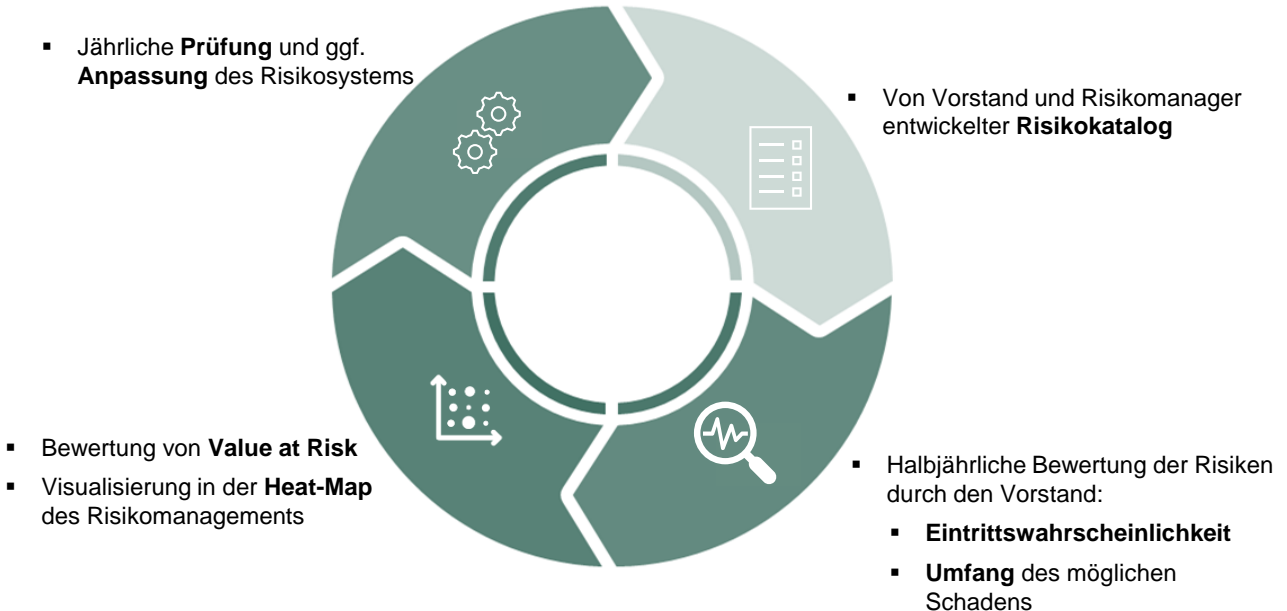 ▪ Jährliche Prüfung und ggf.
Anpassung des Risikosystems
▪ Von Vorstand und Risikomanager
entwickelter Risikokatalog
▪ Bewertung von Value at Risk
▪ Visualisierung in der Heat-Map
des Risikomanagements
▪ Halbjährliche Bewertung der Risiken
durch den Vorstand:
▪ Eintrittswahrscheinlichkeit
▪ Umfang des möglichen
Schadens